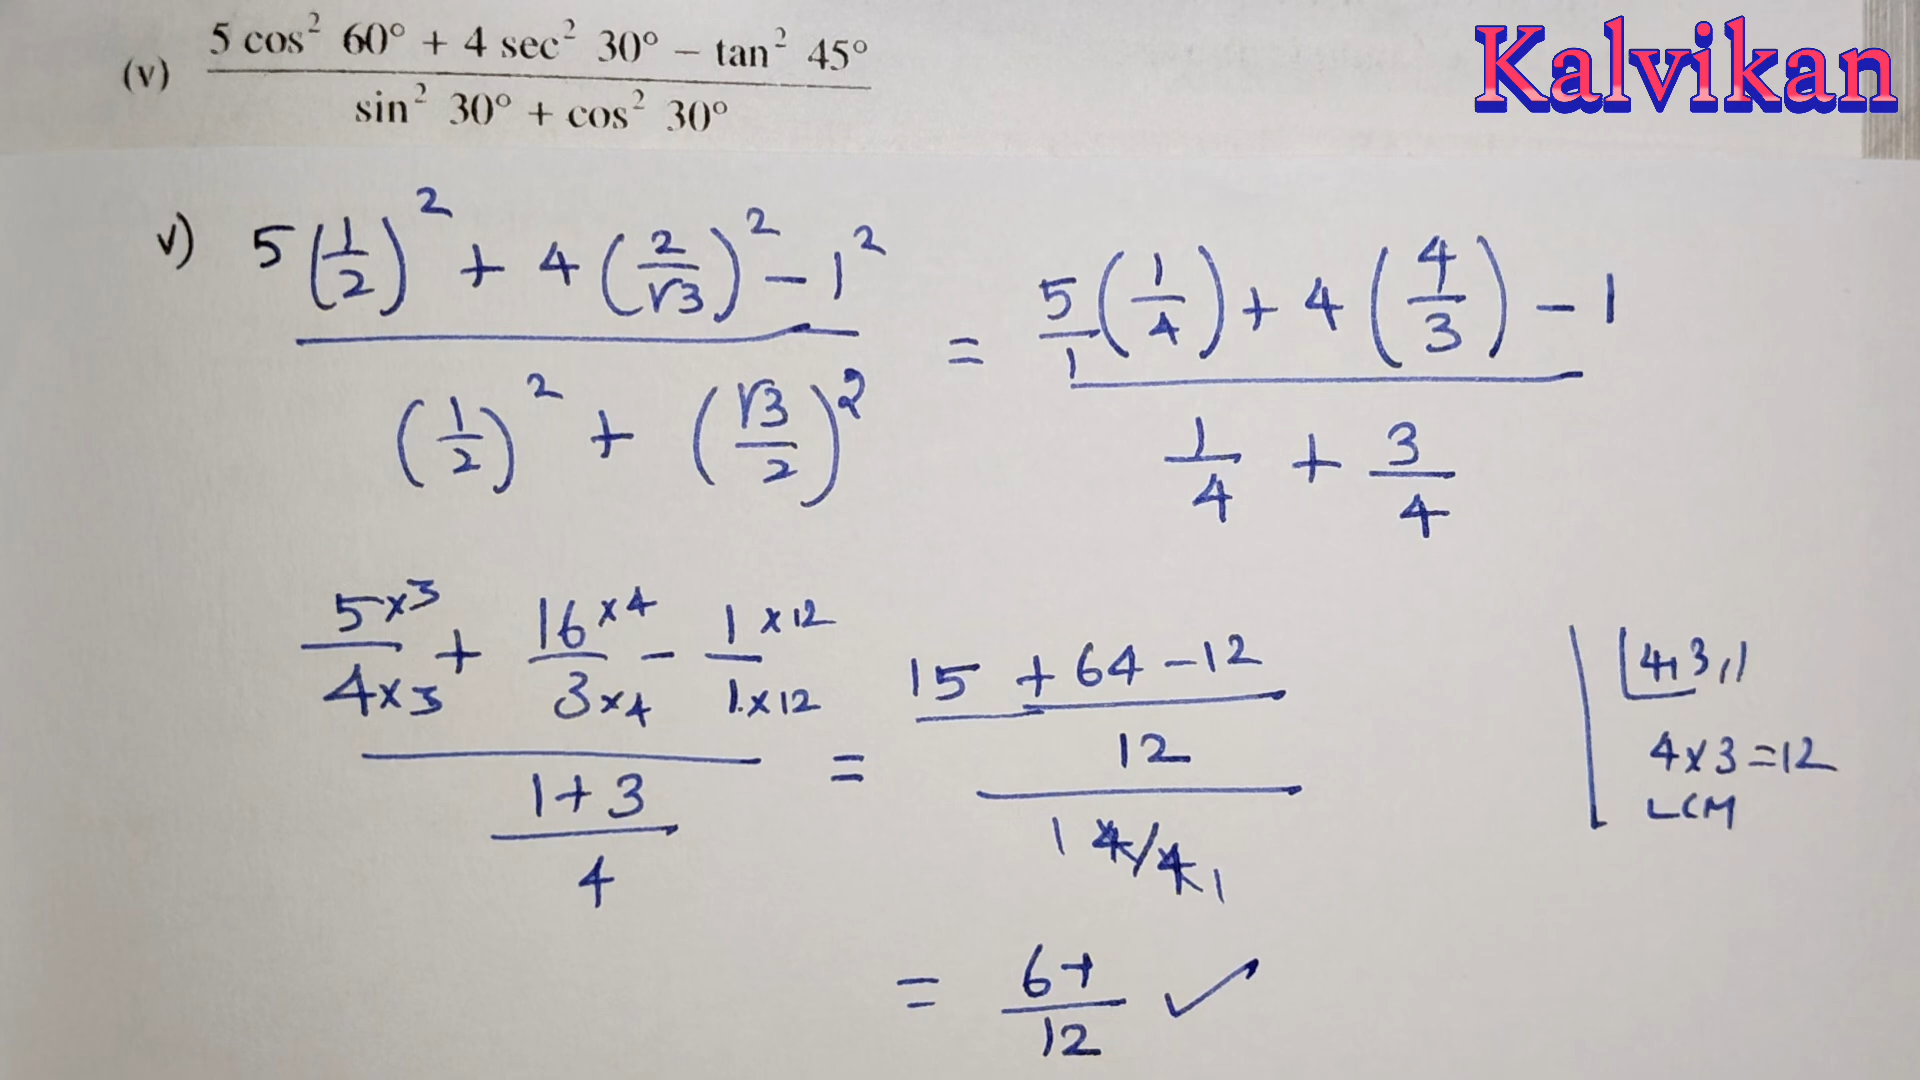 Kalvikan
(v) (5 cos² 60° + 4 sec² 30° – tan² 45°) / (sin² 30° + cos² 30°)
v) (5(1/2)² + 4(2/√3)² – 1²) / ((1/2)² + (√3/2)²) = (5/1(1/4) + 4(4/3) – 1) / (1/4 + 3/4)
(5×3/4×3 + 16×4/3×4 – 1×12/1×12) / ((1+3)/4) = ((15 + 64 – 12)/12) / (1 4/4 1)
4,3,1
4×3=12
LCM
= 67/12 ✓